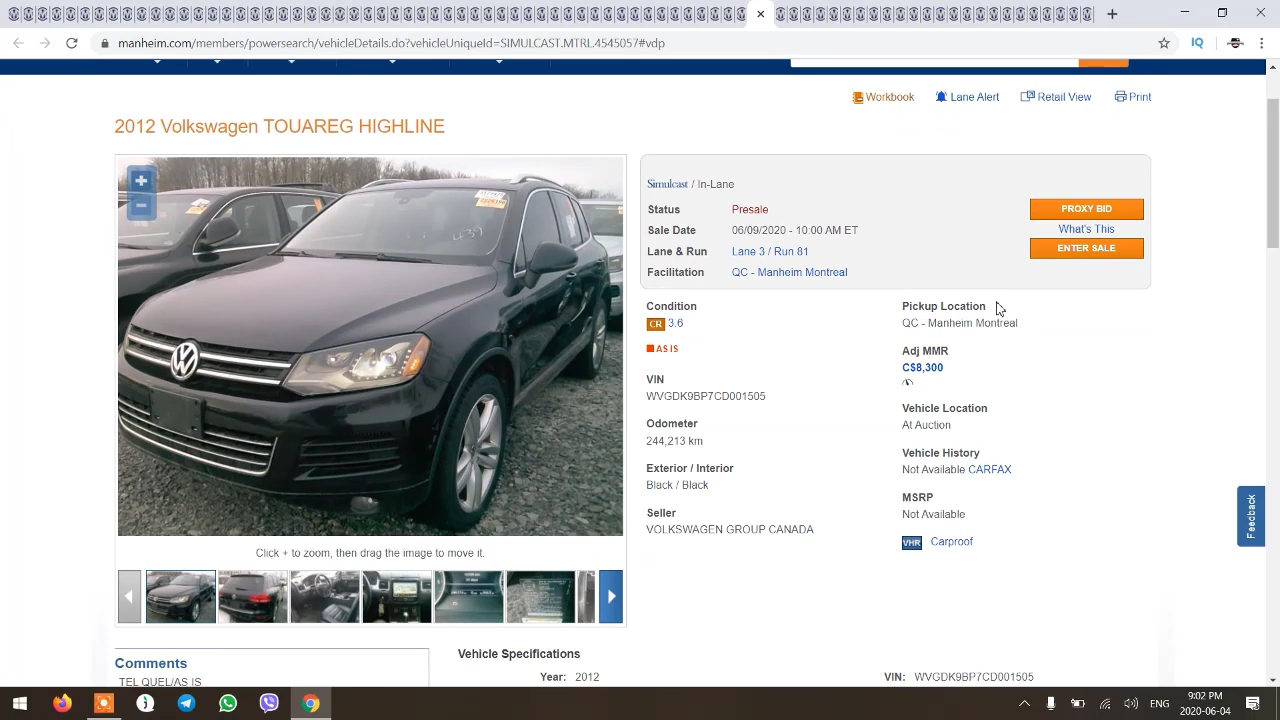 manheim.com/members/powersearch/vehicleDetails.do?vehicleUniqueId=SIMULCAST.MTRL.4545057#vdp
Workbook
Lane Alert
Retail View
Print
2012 Volkswagen TOUAREG HIGHLINE
Simulcast / In-Lane
Status Presale
Sale Date 06/09/2020 - 10:00 AM ET
Lane & Run Lane 3 / Run 81
Facilitation QC - Manheim Montreal
PROXY BID
What's This
ENTER SALE
Condition
CR 3.6
AS IS
VIN
WVGDK9BP7CD001505
Odometer
244,213 km
Exterior / Interior
Black / Black
Seller
VOLKSWAGEN GROUP CANADA
Pickup Location
QC - Manheim Montreal
Adj MMR
C$8,300
Vehicle Location
At Auction
Vehicle History
Not Available CARFAX
MSRP
Not Available
VHR Carproof
Feedback
Click + to zoom, then drag the image to move it.
Comments
TEL QUEL/AS IS
Vehicle Specifications
Year: 2012
VIN: WVGDK9BP7CD001505
ENG
9:02 PM
2020-06-04